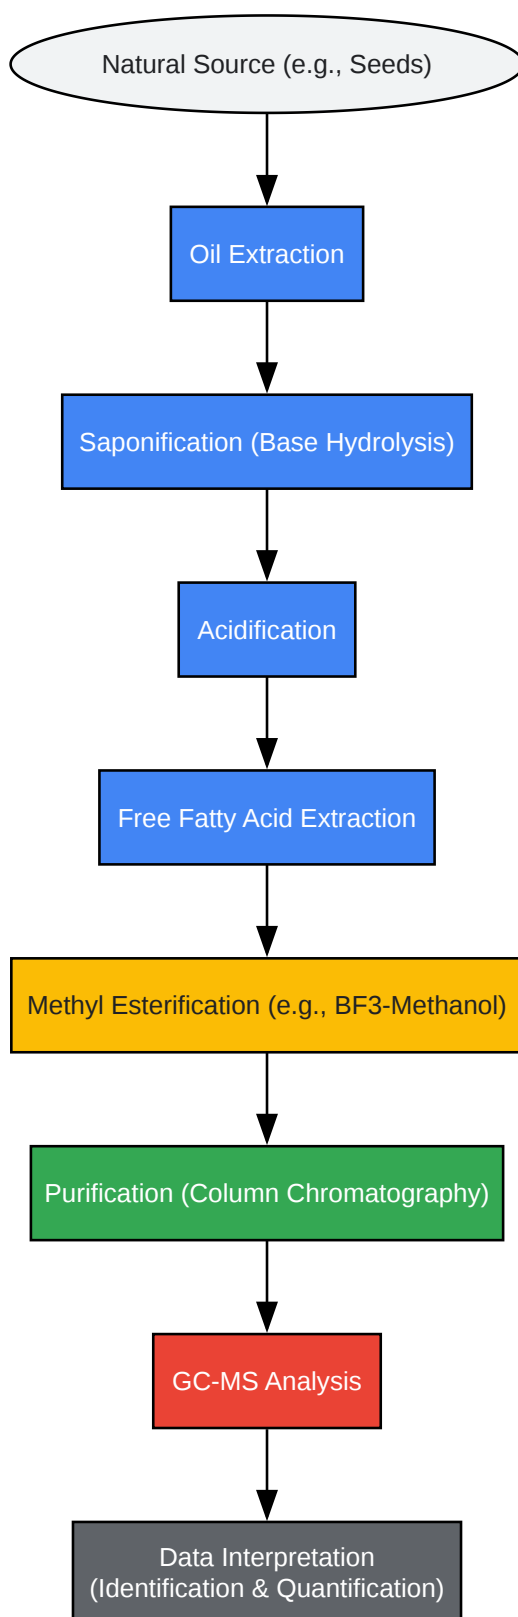 Natural Source (e.g., Seeds)
Oil Extraction
Saponification (Base Hydrolysis)
Acidification
Free Fatty Acid Extraction
Methyl Esterification (e.g., BF3-Methanol)
Purification (Column Chromatography)
GC-MS Analysis
Data Interpretation
(Identification & Quantification)